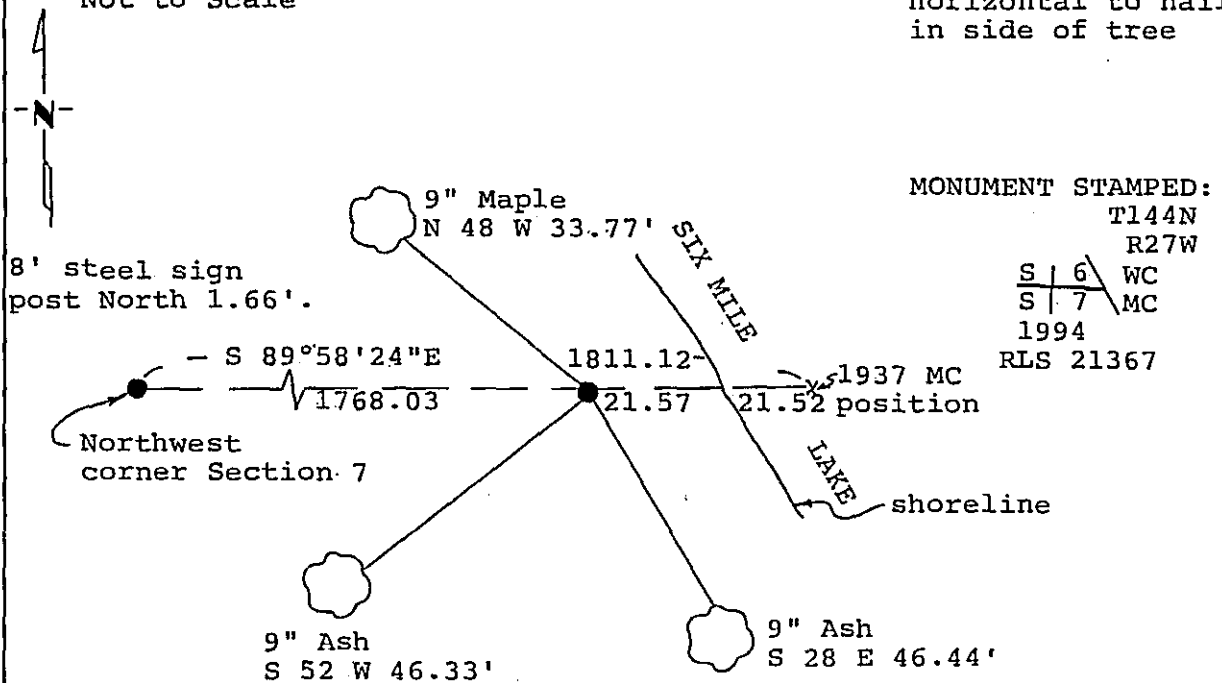 Not to Scale
horizontal to nail
in side of tree
-N-
9" Maple
N 48 W 33.77'
SIX MILE
MONUMENT STAMPED:
T144N
R27W
S | 6 \ WC
S | 7 \ MC
1994
RLS 21367
8' steel sign
post North 1.66'.
S 89°58'24"E
1811.12
1768.03
21.57
21.52
1937 MC
position
Northwest
corner Section 7
LAKE
shoreline
9" Ash
S 52 W 46.33'
9" Ash
S 28 E 46.44'